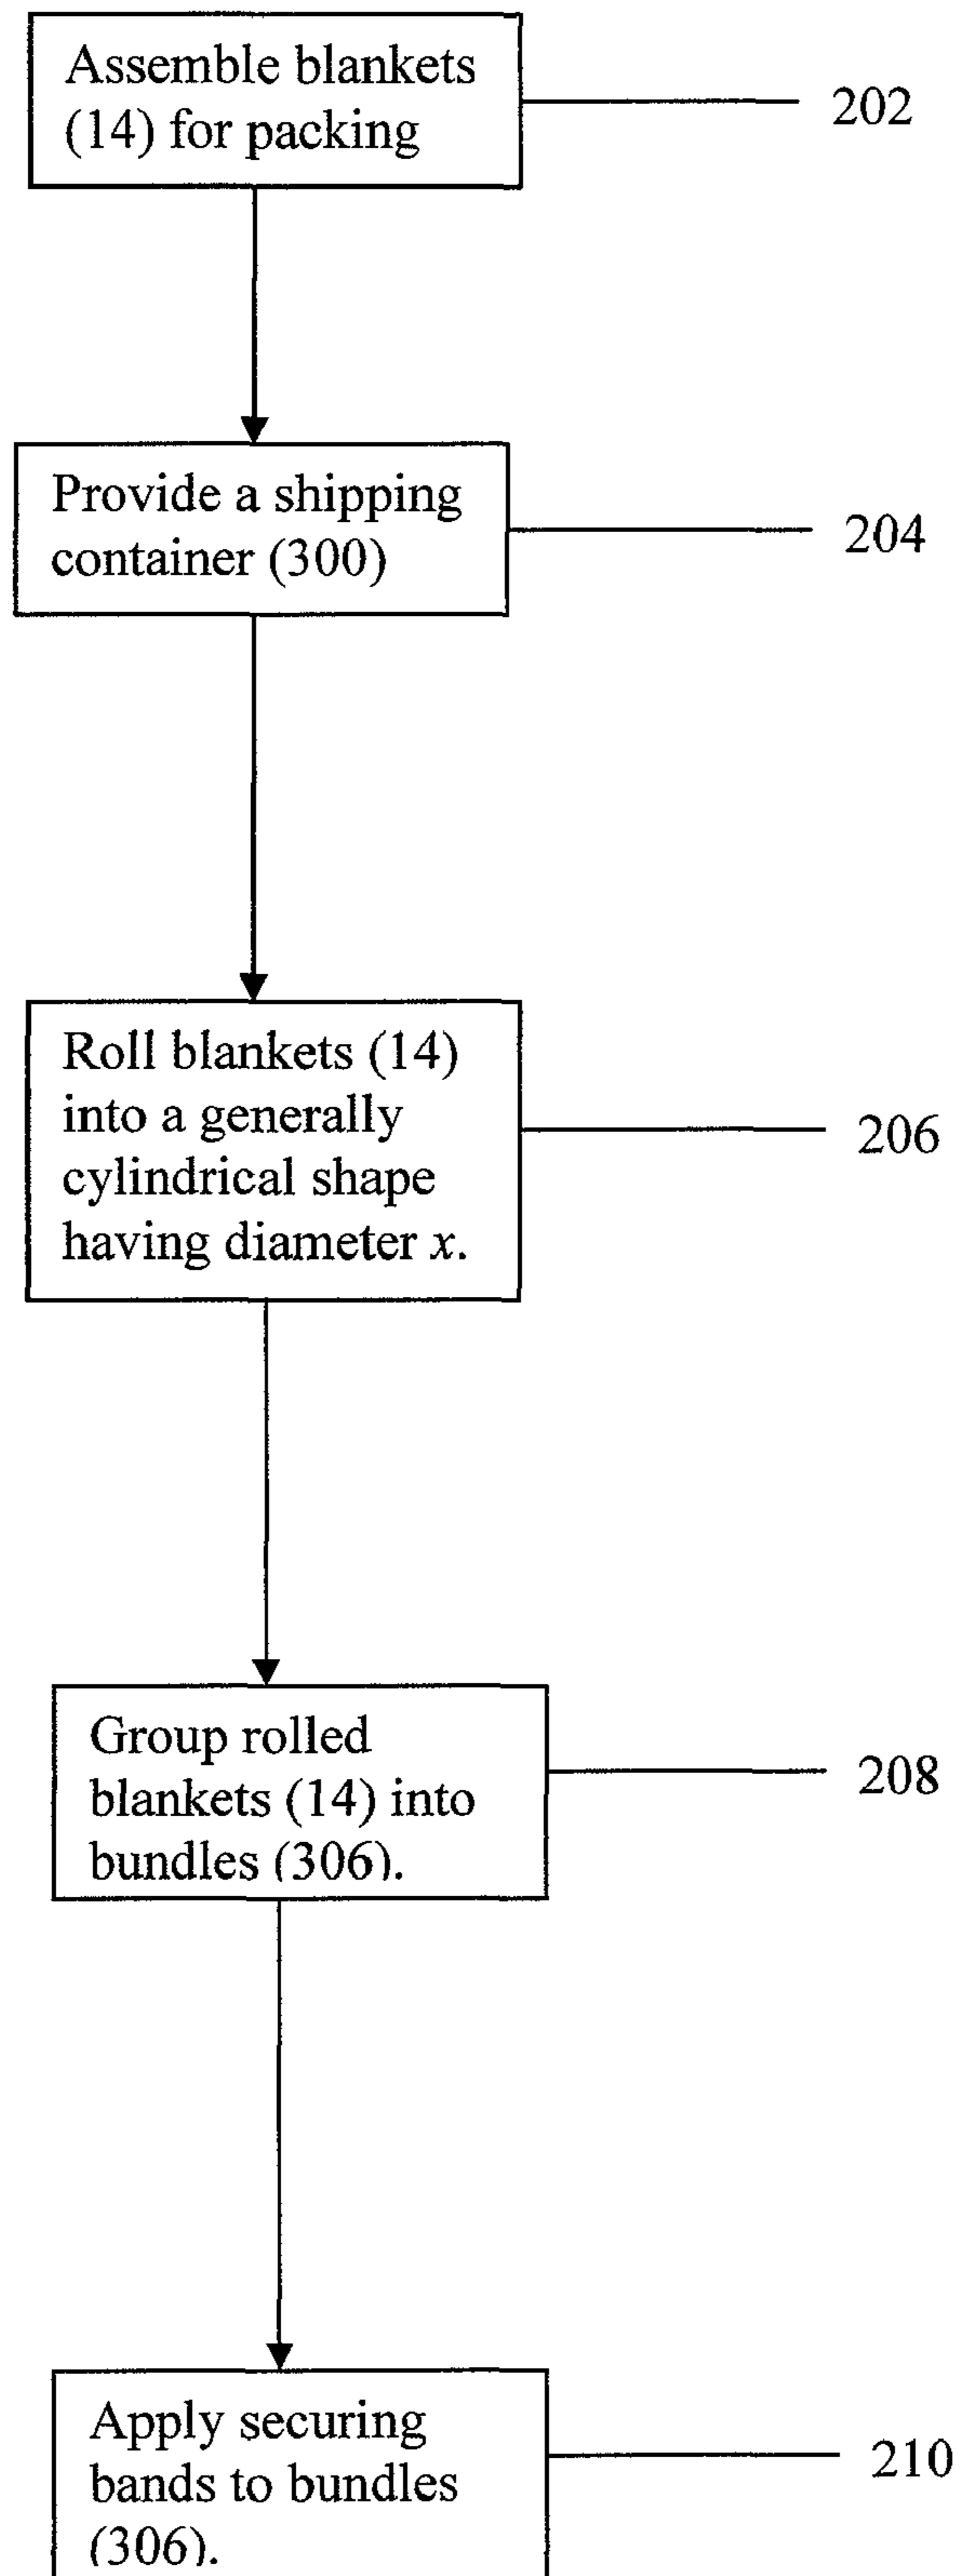 Assemble blankets
(14) for packing
202
Provide a shipping
container (300)
204
Roll blankets (14)
into a generally
cylindrical shape
having diameter x.
206
Group rolled
blankets (14) into
bundles (306).
208
Apply securing
bands to bundles
(306).
210